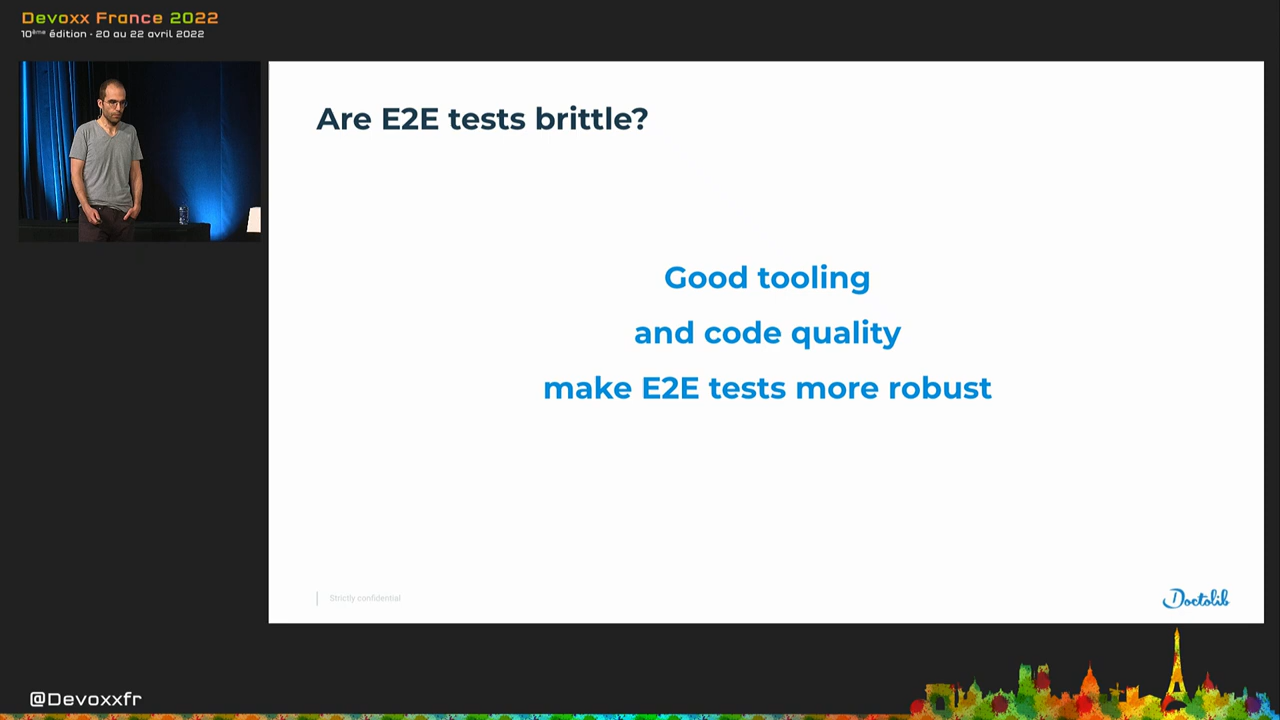 Devoxx France 2022
10ème édition - 20 au 22 avril 2022
Are E2E tests brittle?
Good tooling
and code quality
make E2E tests more robust
Strictly confidential
Doctolib
@Devoxxfr